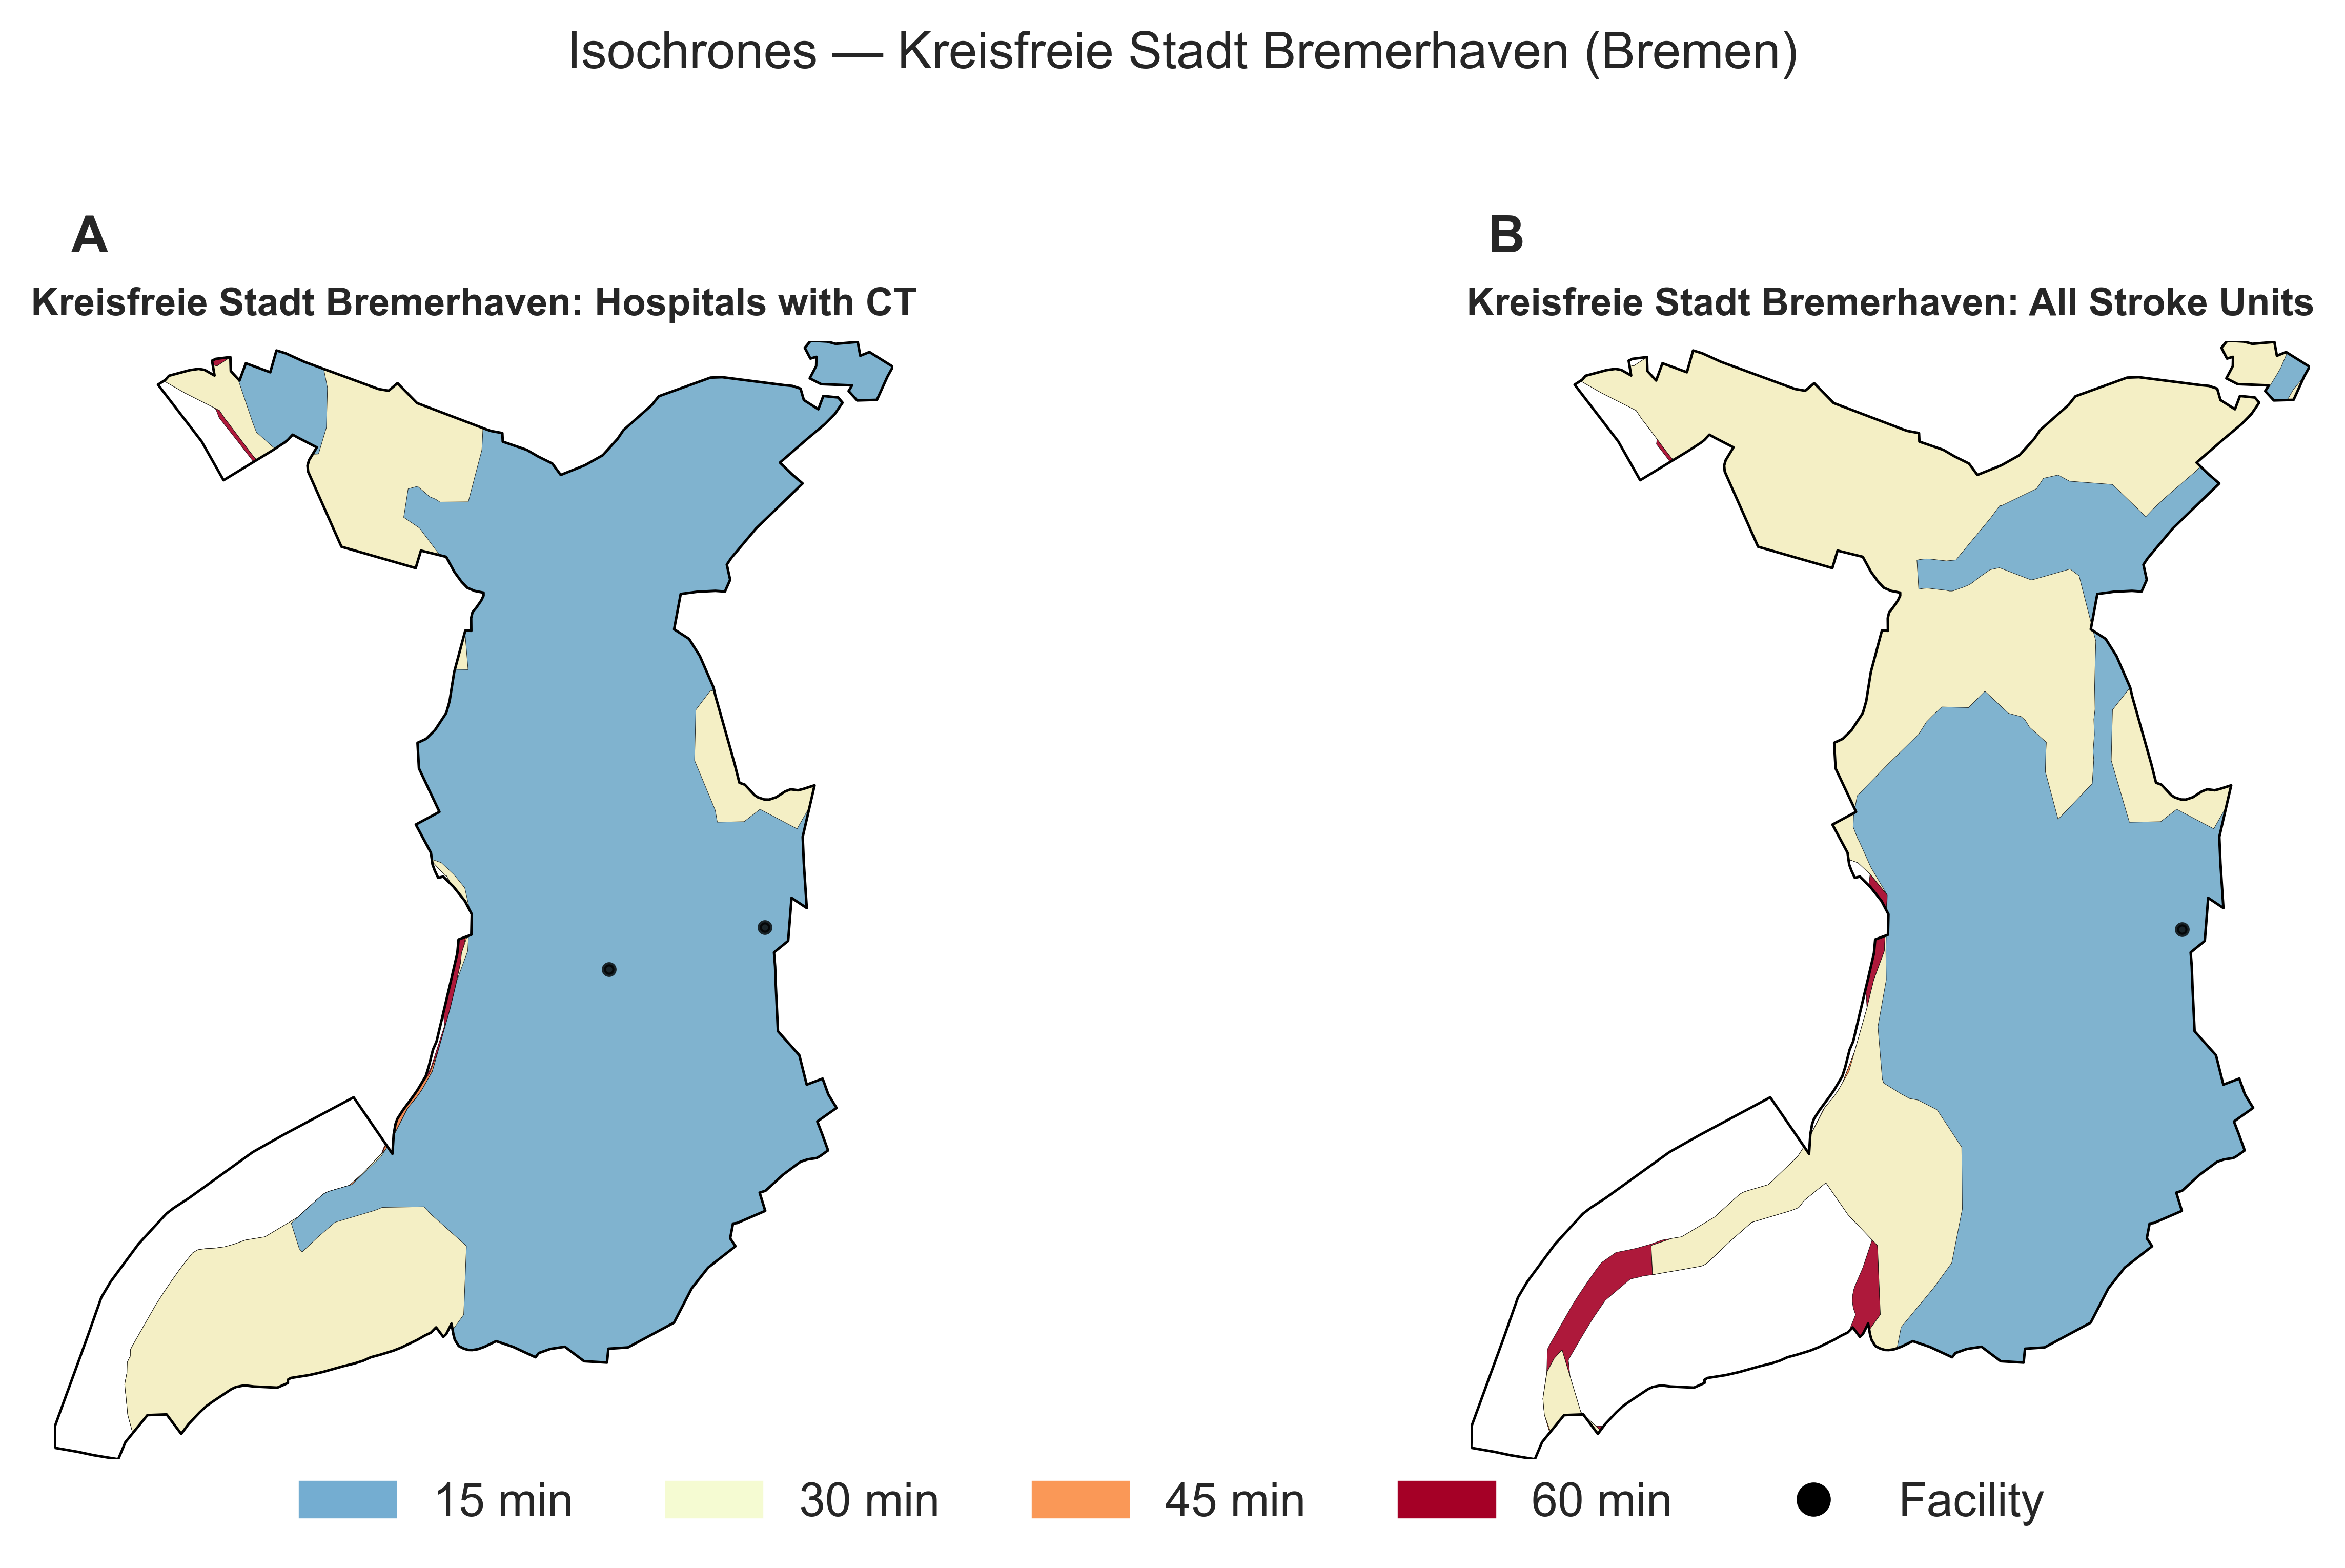 Isochrones — Kreisfreie Stadt Bremerhaven (Bremen)
A
Kreisfreie Stadt Bremerhaven: Hospitals with CT
B
Kreisfreie Stadt Bremerhaven: All Stroke Units
15 min
30 min
45 min
60 min
Facility